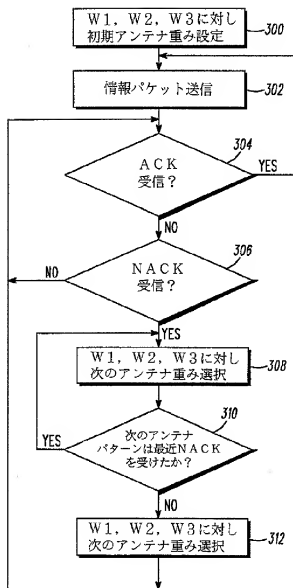 W1，W2，W3に対し
初期アンテナ重み設定
300
情報パケット送信
302
304
ACK
受信？
YES
NO
306
NACK
受信？
NO
YES
W1，W2，W3に対し
次のアンテナ重み選択
308
310
次のアンテナ
パターンは最近NACK
を受けたか？
YES
NO
W1，W2，W3に対し
次のアンテナ重み選択
312